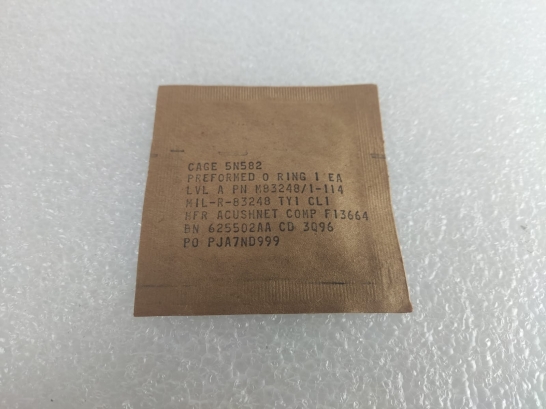 CAGE 5N582
PREFORMED O RING 1 EA
LVL A PN M83248/1-114
MIL-R-83248 TY1 CL1
MFR ACUSHNET COMP F13664
BN 625502AA CD 3Q96
PO PJA7ND999